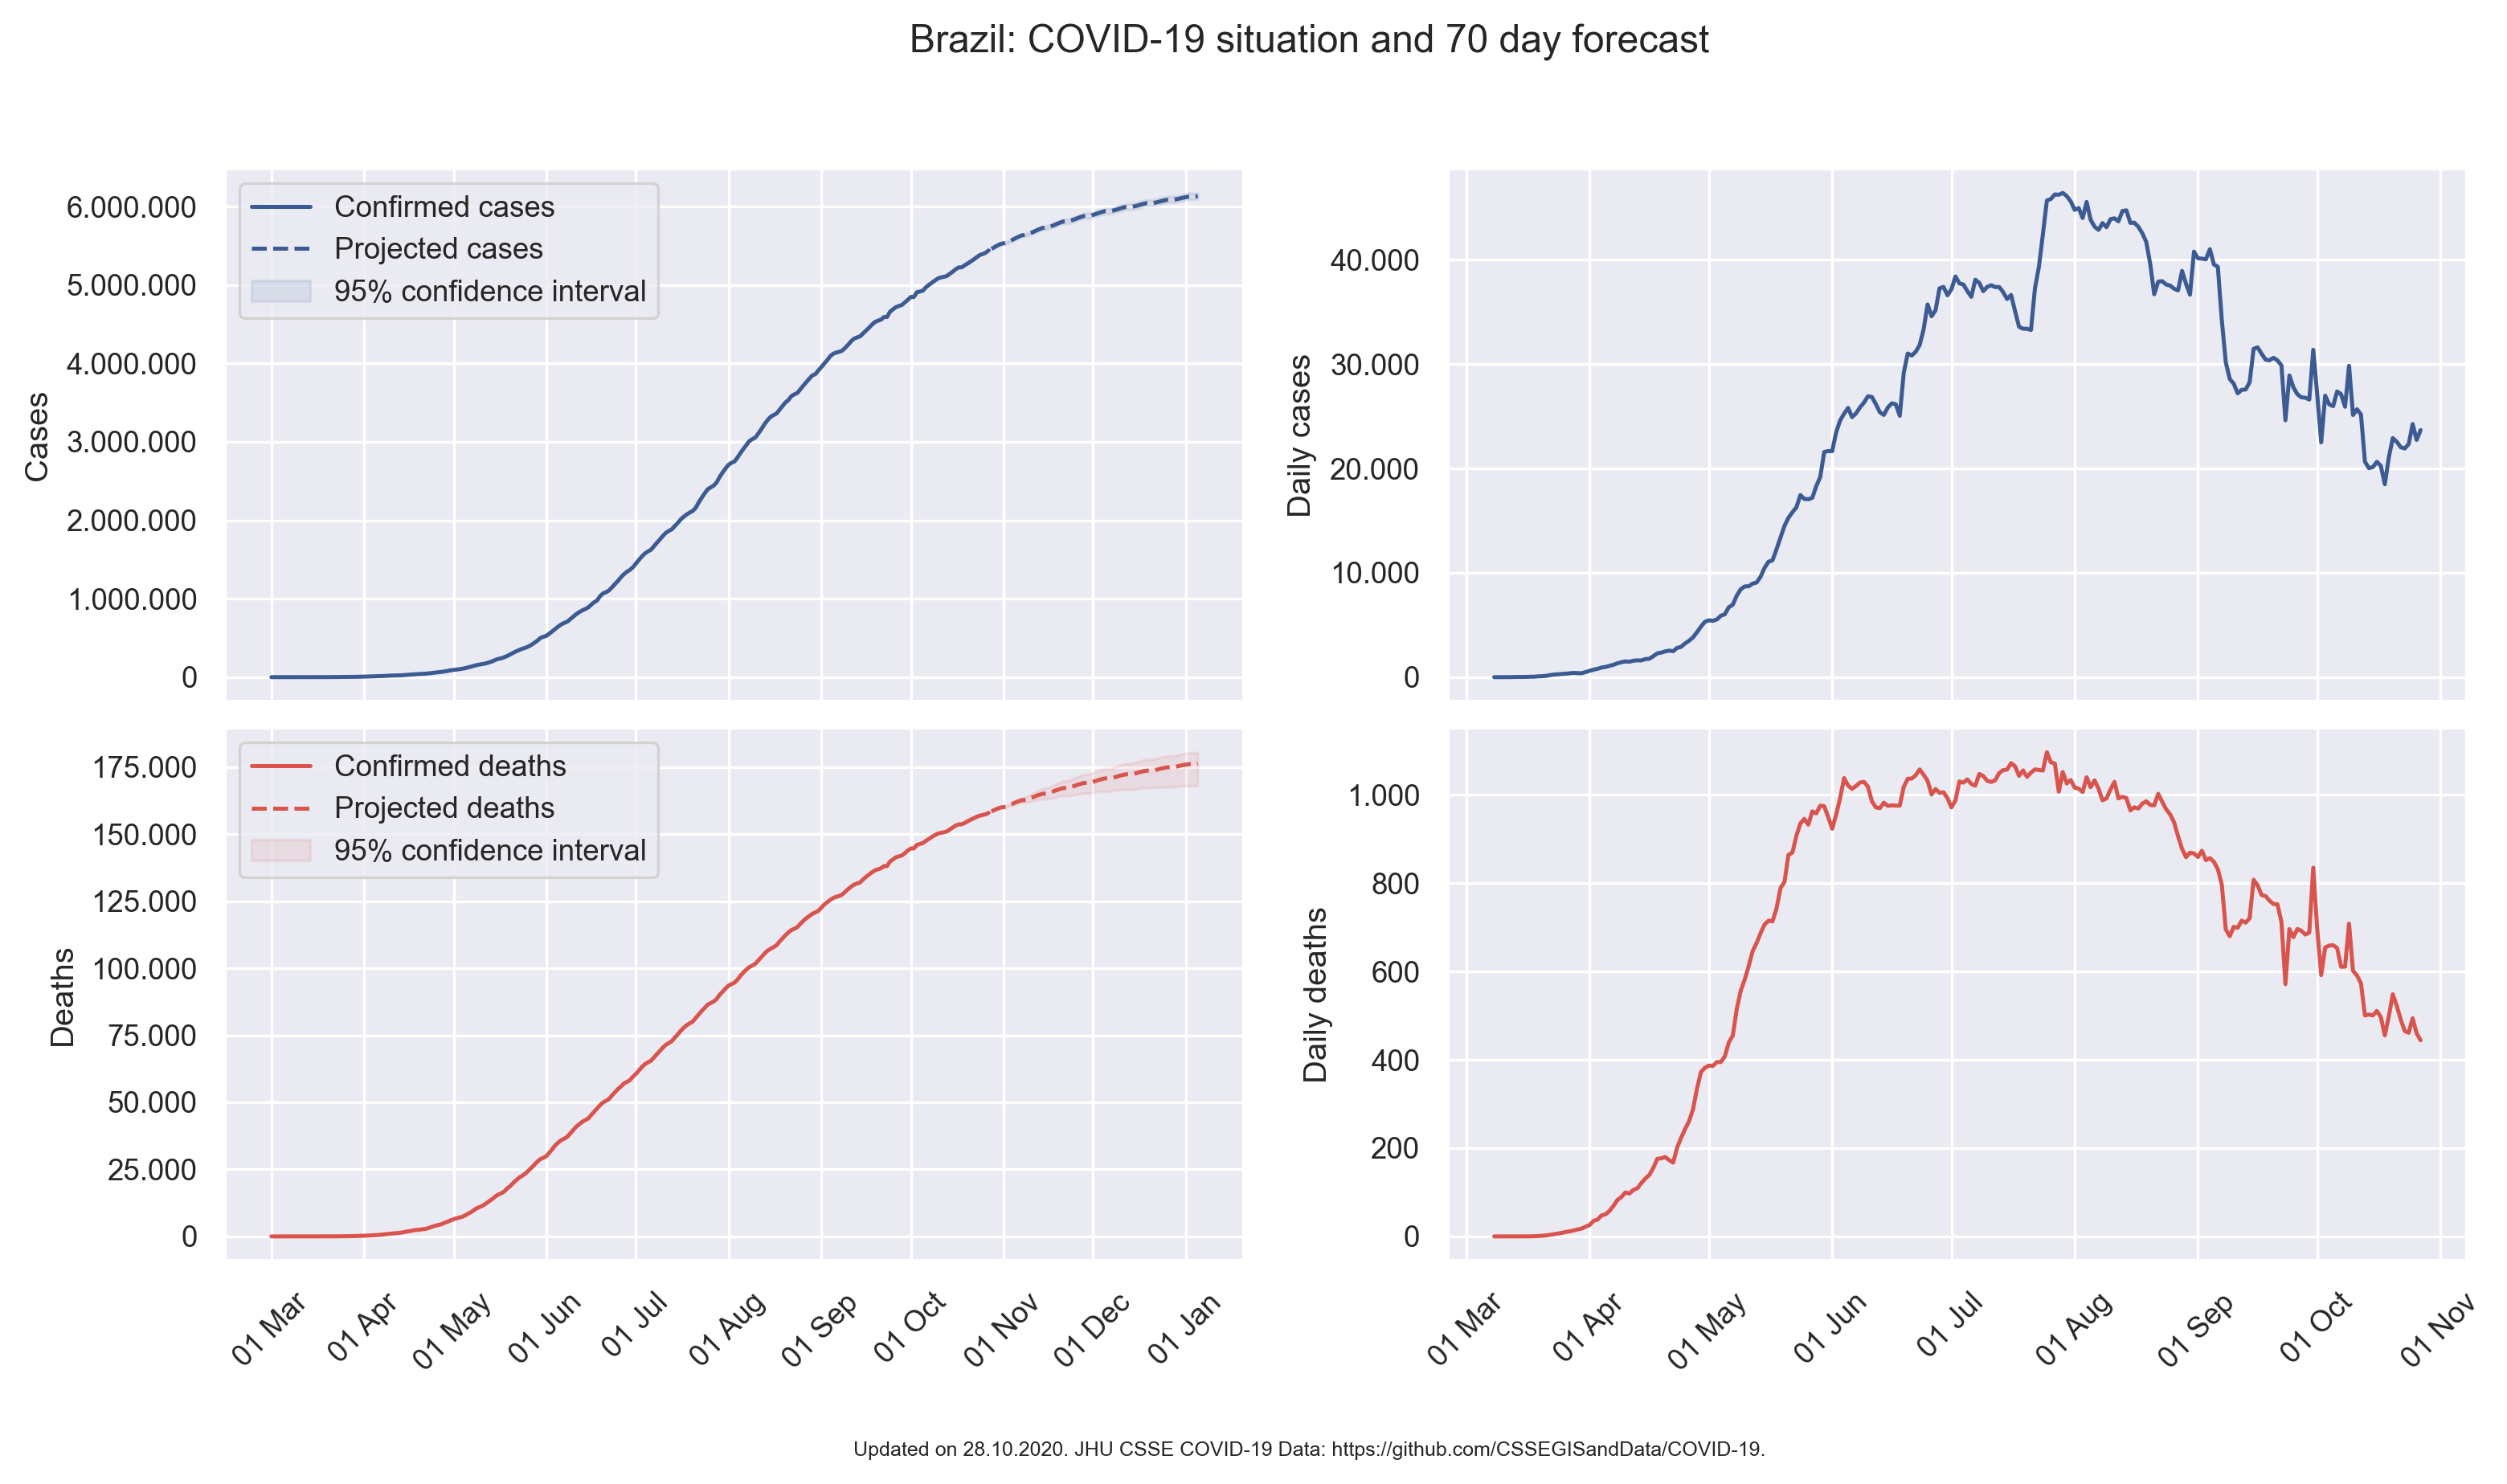 Brazil: COVID-19 situation and 70 day forecast
Confirmed cases
Projected cases
95% confidence interval
Cases
6.000.000
5.000.000
4.000.000
3.000.000
2.000.000
1.000.000
0
Daily cases
40.000
30.000
20.000
10.000
0
Confirmed deaths
Projected deaths
95% confidence interval
Deaths
175.000
150.000
125.000
100.000
75.000
50.000
25.000
0
01 Mar
01 Apr
01 May
01 Jun
01 Jul
01 Aug
01 Sep
01 Oct
01 Nov
01 Dec
01 Jan
Daily deaths
1.000
800
600
400
200
0
01 Mar
01 Apr
01 May
01 Jun
01 Jul
01 Aug
01 Sep
01 Oct
01 Nov
Updated on 28.10.2020. JHU CSSE COVID-19 Data: https://github.com/CSSEGISandData/COVID-19.